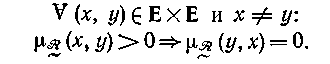 ∀ (x, y) ∈ E × E и x ≠ y:
μ_ℛ̰ (x, y) > 0 ⇒ μ_ℛ̰ (y, x) = 0.